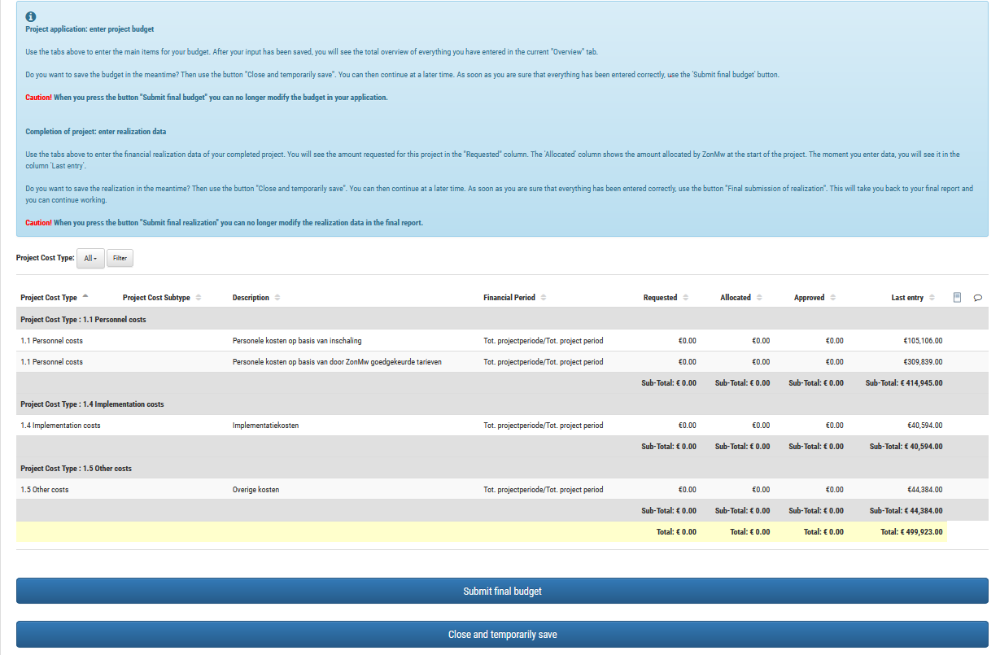 Project application: enter project budget
Use the tabs above to enter the main items for your budget. After your input has been saved, you will see the total overview of everything you have entered in the current "Overview" tab.
Do you want to save the budget in the meantime? Then use the button "Close and temporarily save". You can then continue at a later time. As soon as you are sure that everything has been entered correctly, use the 'Submit final budget' button.
Caution! When you press the button "Submit final budget" you can no longer modify the budget in your application.
Completion of project: enter realization data
Use the tabs above to enter the financial realization data of your completed project. You will see the amount requested for this project in the "Requested" column. The 'Allocated' column shows the amount allocated by ZonMw at the start of the project. The moment you enter data, you will see it in the
column 'Last entry'.
Do you want to save the realization in the meantime? Then use the button "Close and temporarily save". You can then continue at a later time. As soon as you are sure that everything has been entered correctly, use the button "Final submission of realization". This will take you back to your final report and
you can continue working.
Caution! When you press the button "Submit final realization" you can no longer modify the realization data in the final report.
Project Cost Type: All Filter
Project Cost Type Project Cost Subtype Description Financial Period Requested Allocated Approved Last entry
Project Cost Type : 1.1 Personnel costs
1.1 Personnel costs Personele kosten op basis van inschaling Tot. projectperiode/Tot. project period €0.00 €0.00 €0.00 €105,106.00
1.1 Personnel costs Personele kosten op basis van door ZonMw goedgekeurde tarieven Tot. projectperiode/Tot. project period €0.00 €0.00 €0.00 €309,839.00
Sub-Total: € 0.00 Sub-Total: € 0.00 Sub-Total: € 0.00 Sub-Total: € 414,945.00
Project Cost Type : 1.4 Implementation costs
1.4 Implementation costs Implementatiekosten Tot. projectperiode/Tot. project period €0.00 €0.00 €0.00 €40,594.00
Sub-Total: € 0.00 Sub-Total: € 0.00 Sub-Total: € 0.00 Sub-Total: € 40,594.00
Project Cost Type : 1.5 Other costs
1.5 Other costs Overige kosten Tot. projectperiode/Tot. project period €0.00 €0.00 €0.00 €44,384.00
Sub-Total: € 0.00 Sub-Total: € 0.00 Sub-Total: € 0.00 Sub-Total: € 44,384.00
Total: € 0.00 Total: € 0.00 Total: € 0.00 Total: € 499,923.00
Submit final budget
Close and temporarily save